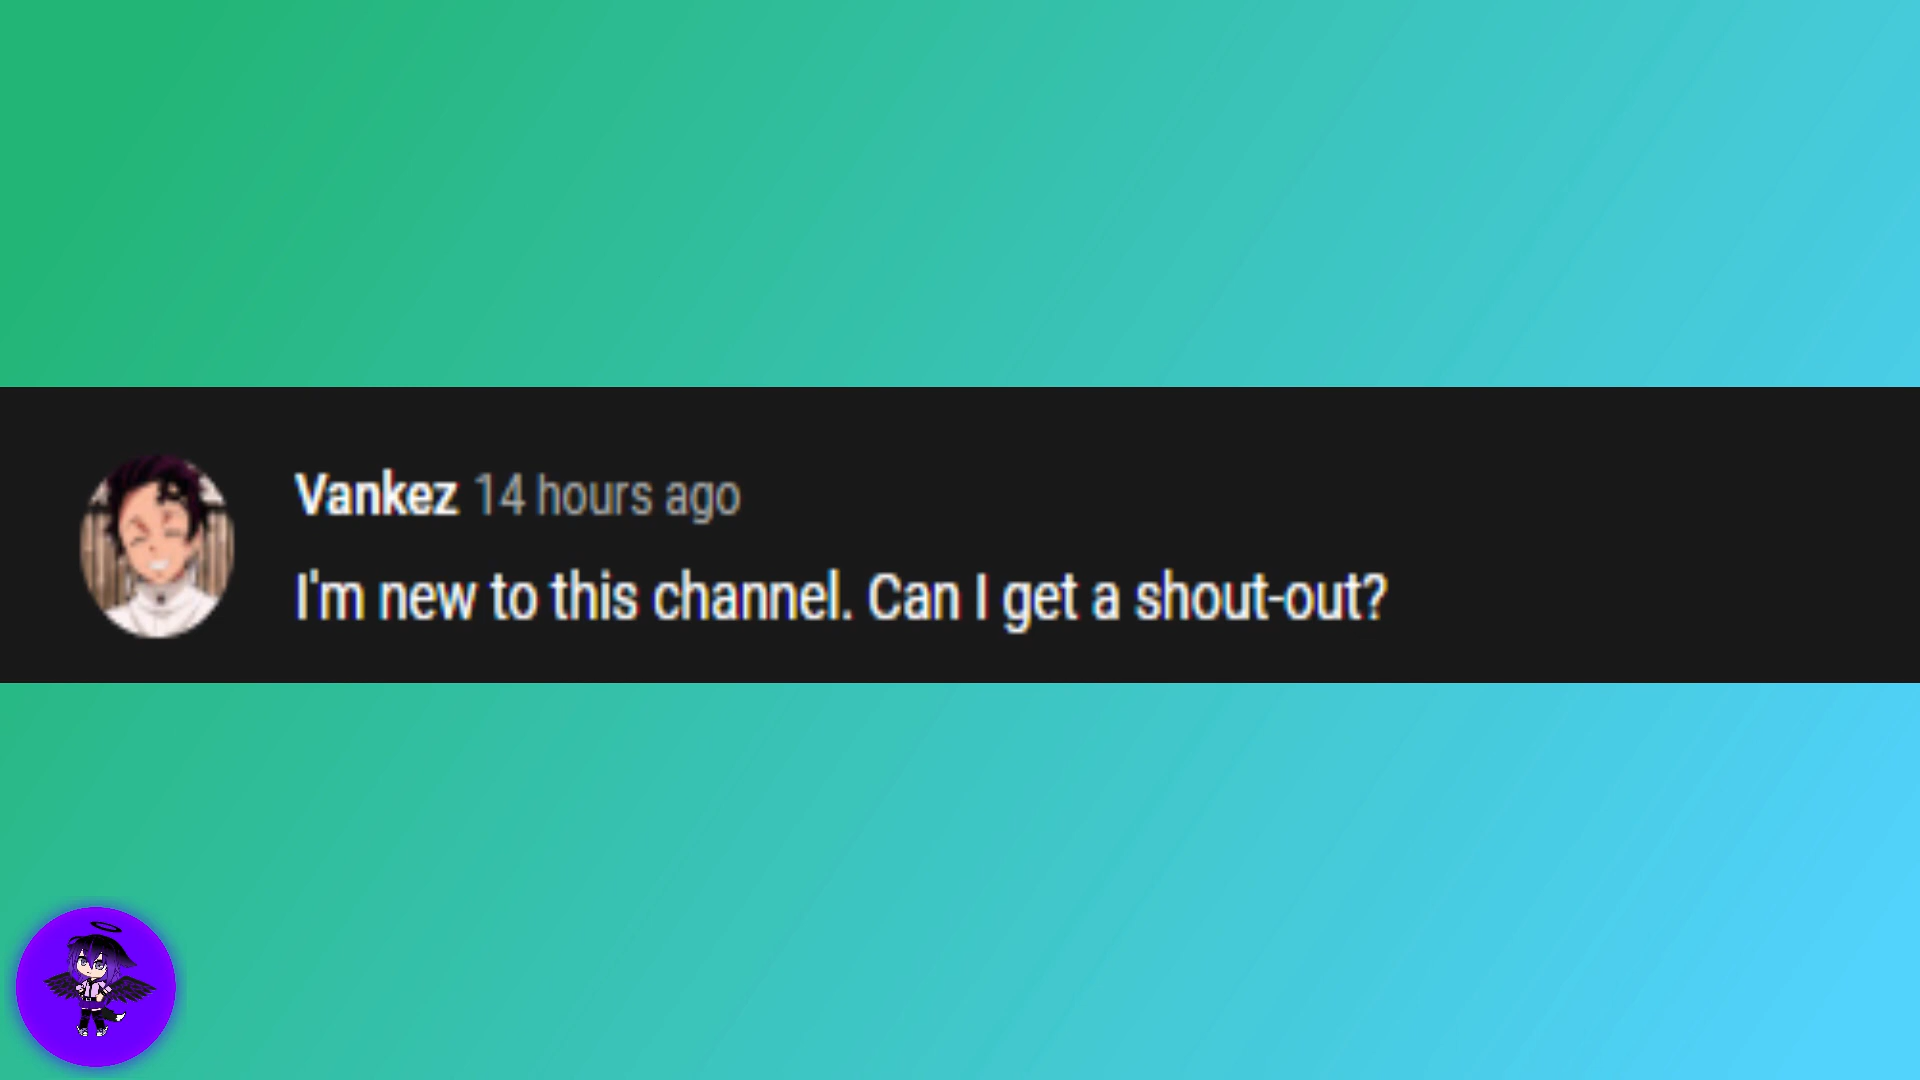 Vankez 14 hours ago
I'm new to this channel. Can I get a shout-out?